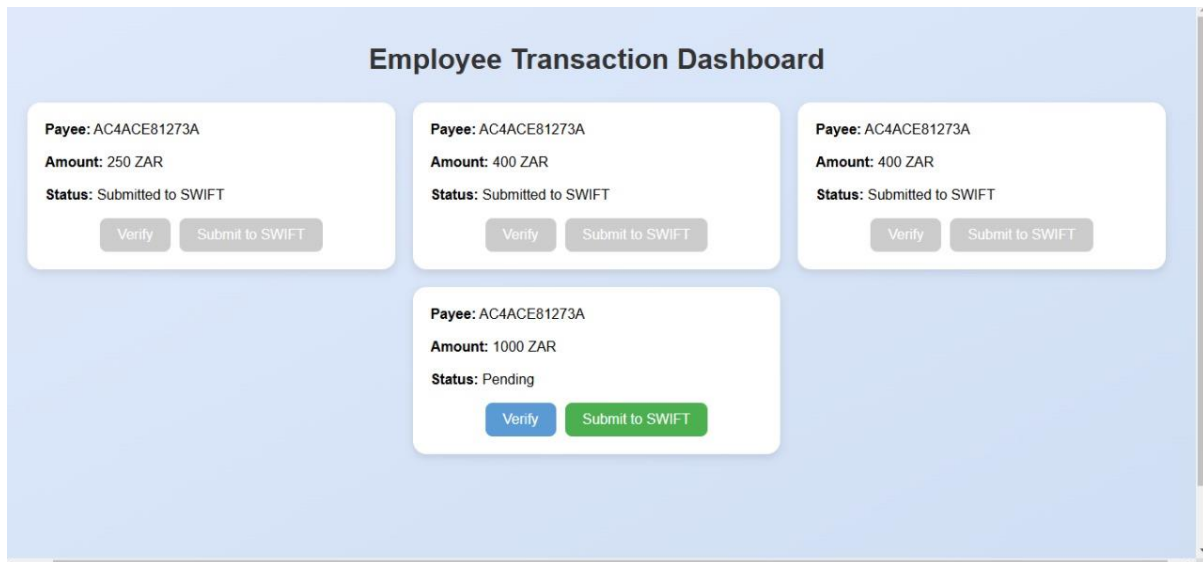 Employee Transaction Dashboard
Payee: AC4ACE81273A
Amount: 250 ZAR
Status: Submitted to SWIFT
Verify Submit to SWIFT
Payee: AC4ACE81273A
Amount: 400 ZAR
Status: Submitted to SWIFT
Verify Submit to SWIFT
Payee: AC4ACE81273A
Amount: 400 ZAR
Status: Submitted to SWIFT
Verify Submit to SWIFT
Payee: AC4ACE81273A
Amount: 1000 ZAR
Status: Pending
Verify Submit to SWIFT